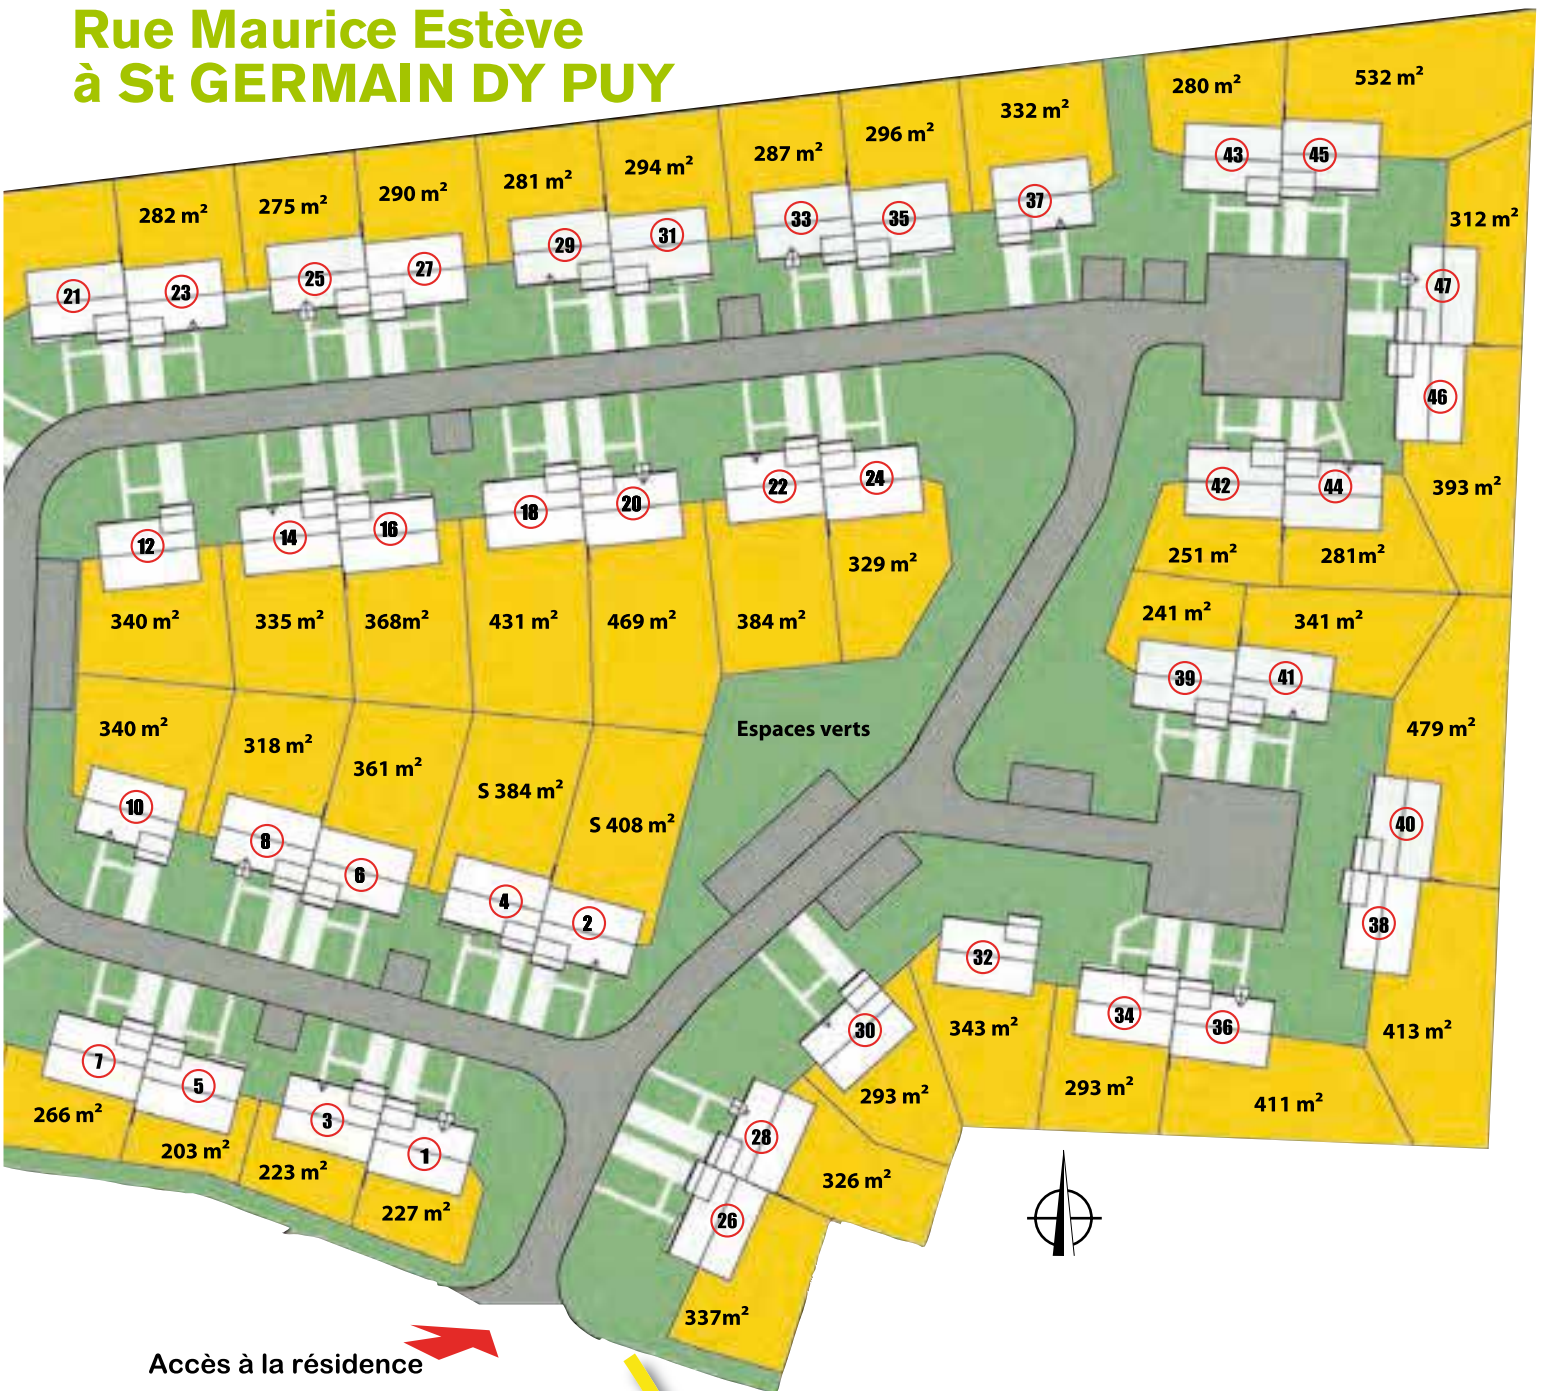 Rue Maurice Estève
à St GERMAIN DY PUY
280 m²
532 m²
332 m²
296 m²
287 m²
294 m²
281 m²
290 m²
275 m²
282 m²
43
45
37
33
35
31
29
27
25
23
21
312 m²
47
46
393 m²
42
44
251 m²
281m²
24
22
20
18
16
14
12
329 m²
384 m²
469 m²
431 m²
368m²
335 m²
340 m²
241 m²
341 m²
39
41
479 m²
340 m²
318 m²
361 m²
S 384 m²
S 408 m²
Espaces verts
10
8
6
4
2
40
38
32
34
36
30
343 m²
293 m²
293 m²
411 m²
413 m²
7
5
3
1
266 m²
203 m²
223 m²
227 m²
28
26
326 m²
337m²
Accès à la résidence